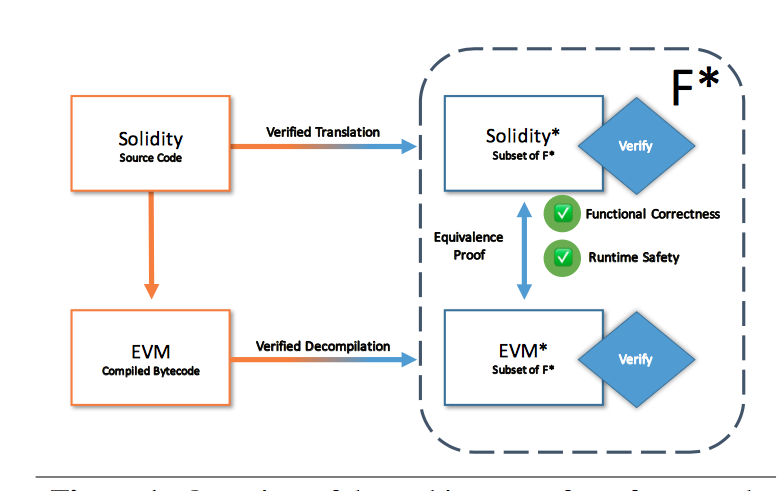 F*
Solidity
Source Code
Verified Translation
Solidity*
Subset of F*
Verify
Functional Correctness
Equivalence
Proof
Runtime Safety
EVM
Compiled Bytecode
Verified Decompilation
EVM*
Subset of F*
Verify